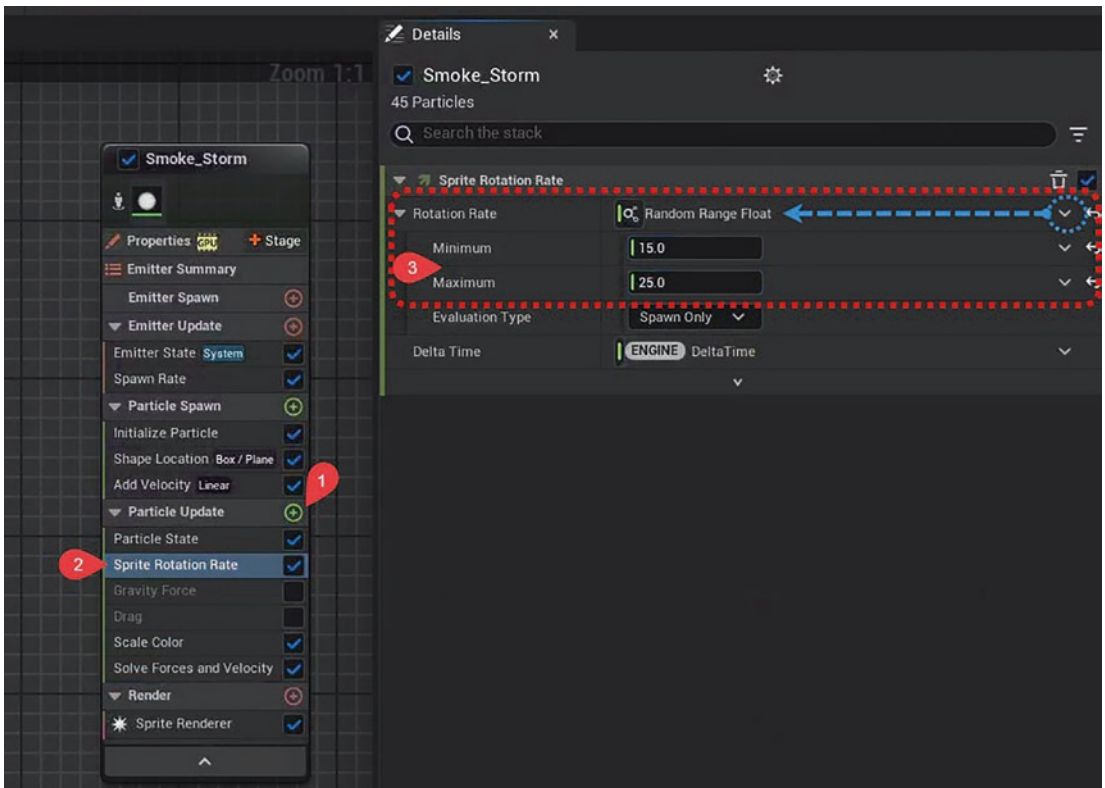 Zoom 1:1
Smoke_Storm
Properties GPU + Stage
Emitter Summary
Emitter Spawn
Emitter Update
Emitter State System
Spawn Rate
Particle Spawn
Initialize Particle
Shape Location Box / Plane
Add Velocity Linear
1
Particle Update
Particle State
2 Sprite Rotation Rate
Gravity Force
Drag
Scale Color
Solve Forces and Velocity
Render
Sprite Renderer
Details ×
Smoke_Storm
45 Particles
Search the stack
Sprite Rotation Rate
Rotation Rate Random Range Float
Minimum 15.0
3
Maximum 25.0
Evaluation Type Spawn Only
Delta Time ENGINE DeltaTime